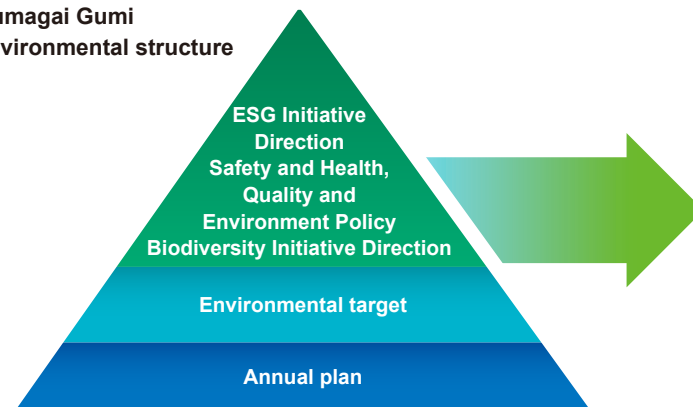 umagai Gumi
vironmental structure
ESG Initiative
Direction
Safety and Health,
Quality and
Environment Policy
Biodiversity Initiative Direction
Environmental target
Annual plan